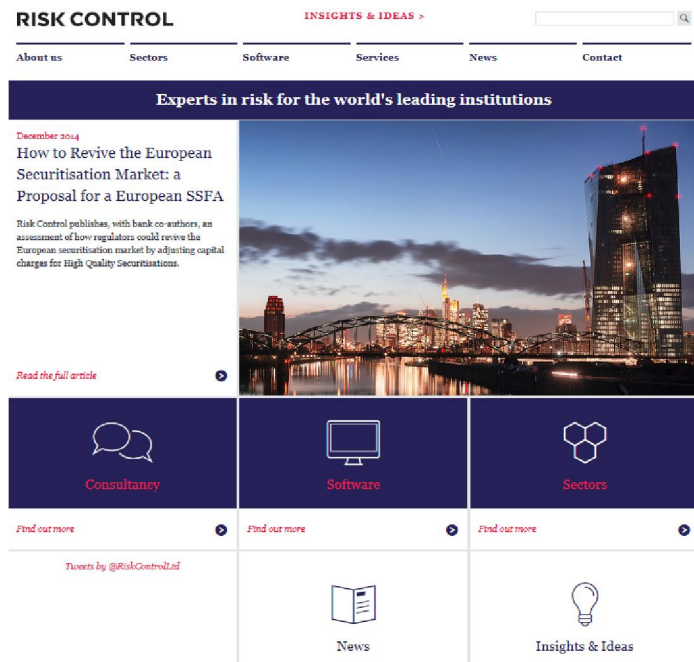 RISK CONTROL
INSIGHTS & IDEAS >
About us
Sectors
Software
Services
News
Contact
Experts in risk for the world's leading institutions
December 2014
How to Revive the European
Securitisation Market: a
Proposal for a European SSFA
Risk Control publishes, with bank co-authors, an
assessment of how regulators could revive the
European securitisation market by adjusting capital
charges for High Quality Securitisations.
Read the full article
Consultancy
Software
Sectors
Find out more
Find out more
Find out more
Tweets by @RiskControlLtd
News
Insights & Ideas